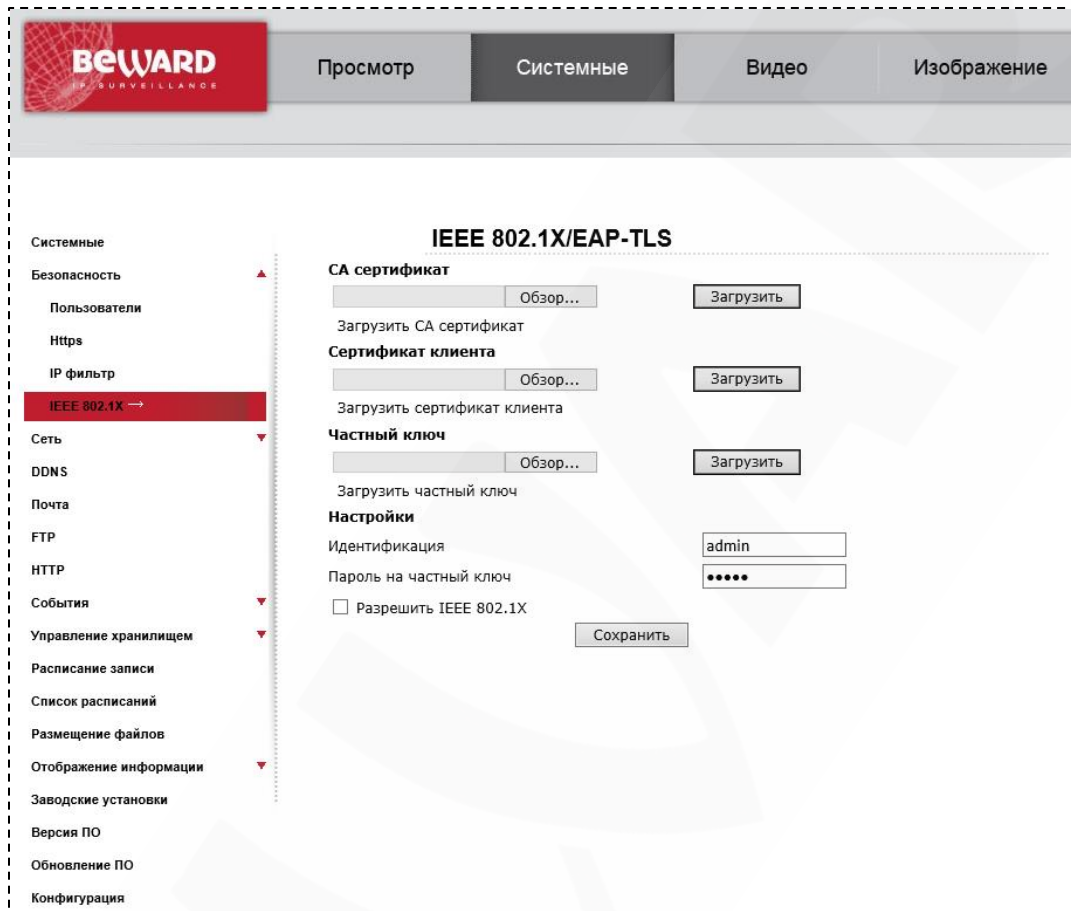 BEWARD
IP SURVEILLANCE
Просмотр
Системные
Видео
Изображение
Системные
Безопасность
Пользователи
Https
IP фильтр
IEEE 802.1X →
Сеть
DDNS
Почта
FTP
HTTP
События
Управление хранилищем
Расписание записи
Список расписаний
Размещение файлов
Отображение информации
Заводские установки
Версия ПО
Обновление ПО
Конфигурация
IEEE 802.1X/EAP-TLS
CA сертификат
Обзор... Загрузить
Загрузить CA сертификат
Сертификат клиента
Обзор... Загрузить
Загрузить сертификат клиента
Частный ключ
Обзор... Загрузить
Загрузить частный ключ
Настройки
Идентификация admin
Пароль на частный ключ •••••
Разрешить IEEE 802.1X
Сохранить